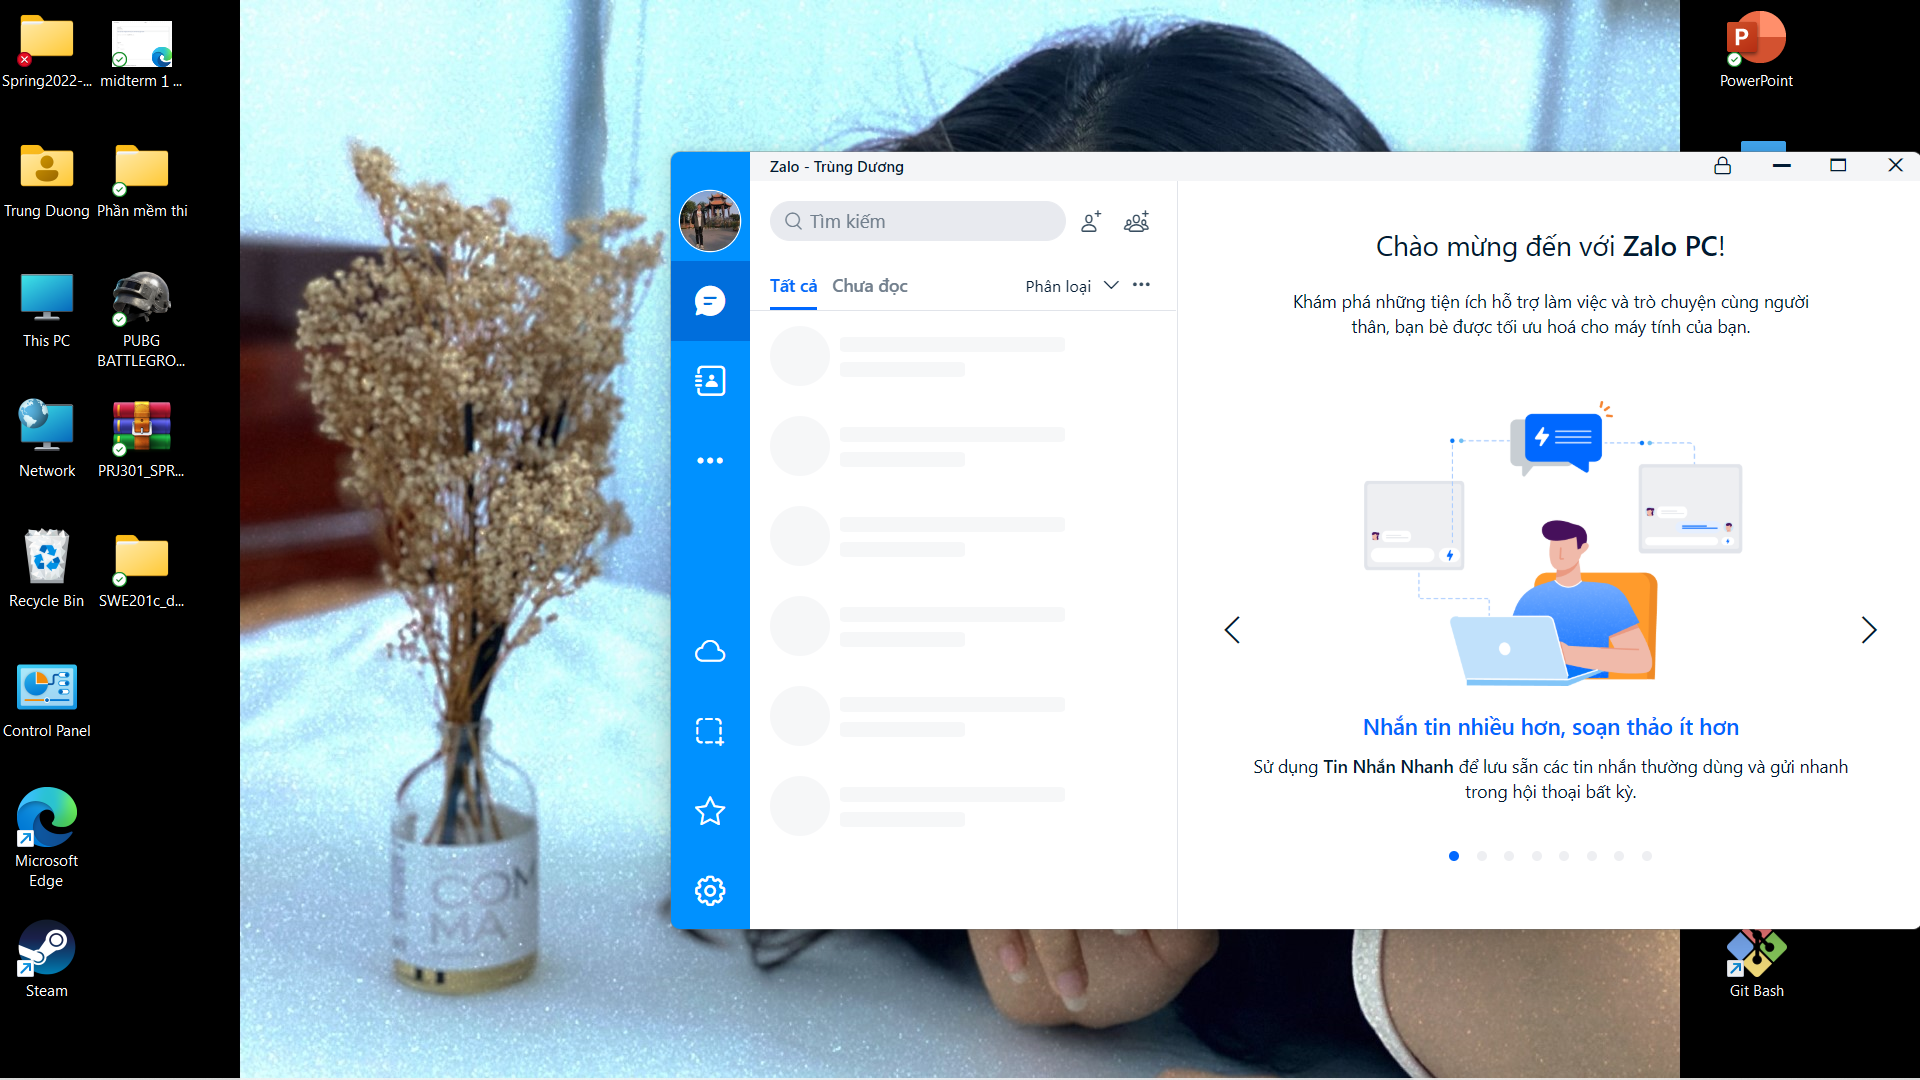 Spring2022-...
midterm 1 ...
Trung Duong
Phần mềm thi
This PC
PUBG
BATTLEGRO...
Network
PRJ301_SPR...
Recycle Bin
SWE201c_d...
Control Panel
Microsoft
Edge
Steam
COM
MA
Zalo - Trùng Dương
Tìm kiếm
Tất cả
Chưa đọc
Phân loại
Chào mừng đến với Zalo PC!
Khám phá những tiện ích hỗ trợ làm việc và trò chuyện cùng người
thân, bạn bè được tối ưu hoá cho máy tính của bạn.
Nhắn tin nhiều hơn, soạn thảo ít hơn
Sử dụng Tin Nhắn Nhanh để lưu sẵn các tin nhắn thường dùng và gửi nhanh
trong hội thoại bất kỳ.
P
PowerPoint
Git Bash